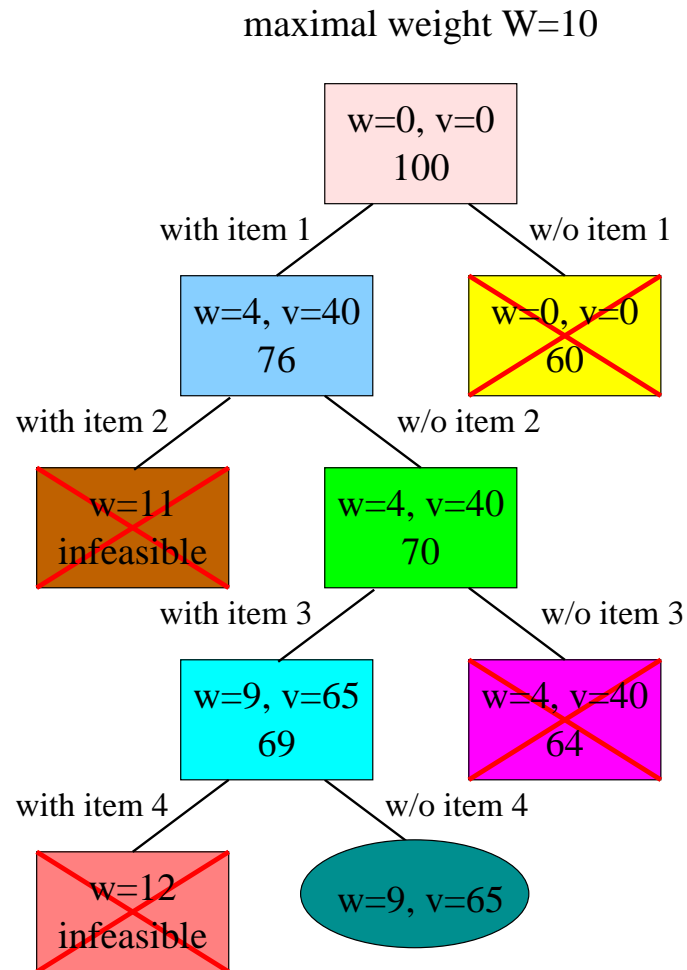 maximal weight W=10
w=0, v=0
100
with item 1
w/o item 1
w=4, v=40
76
w=0, v=0
60
with item 2
w/o item 2
w=11
infeasible
w=4, v=40
70
with item 3
w/o item 3
w=9, v=65
69
w=4, v=40
64
with item 4
w/o item 4
w=12
infeasible
w=9, v=65